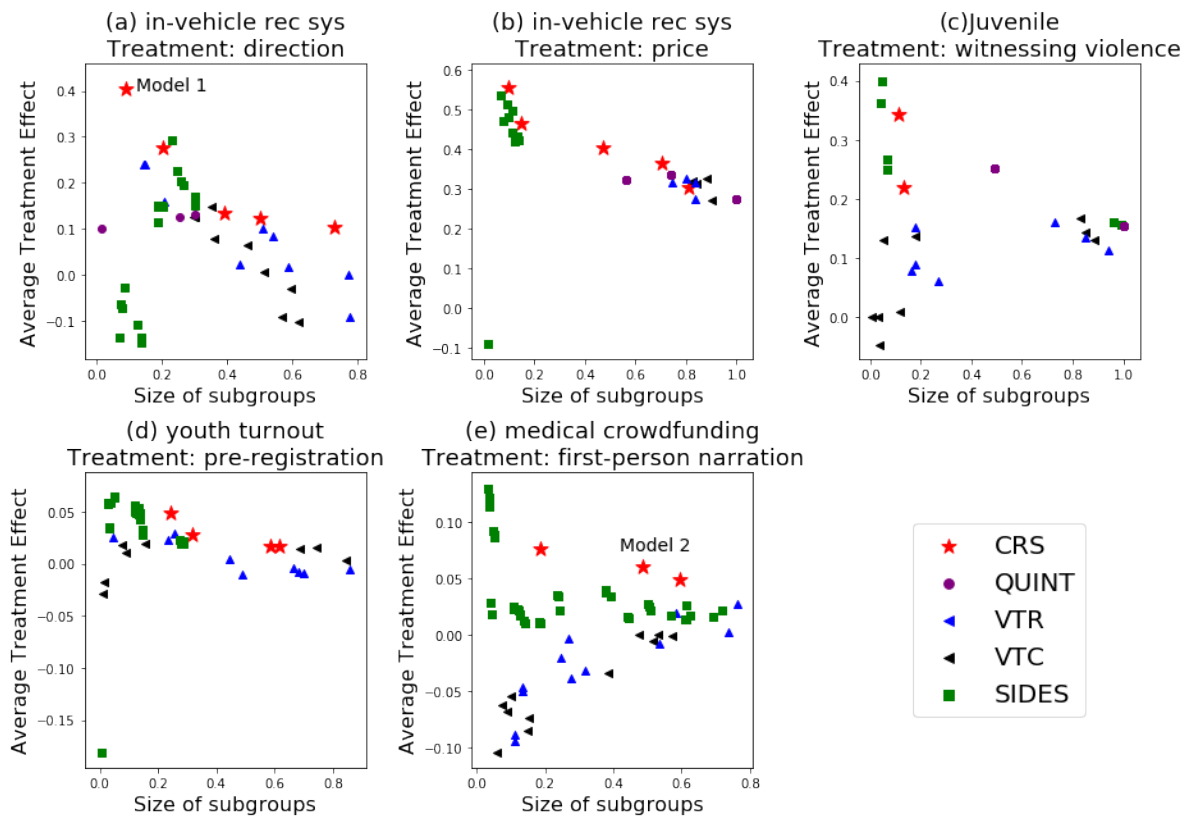 (a) in-vehicle rec sys
Treatment: direction
Average Treatment Effect
0.4
0.3
0.2
0.1
0.0
−0.1
Model 1
0.0 0.2 0.4 0.6 0.8
Size of subgroups
(b) in-vehicle rec sys
Treatment: price
Average Treatment Effect
0.6
0.5
0.4
0.3
0.2
0.1
0.0
−0.1
0.0 0.2 0.4 0.6 0.8 1.0
Size of subgroups
(c)Juvenile
Treatment: witnessing violence
Average Treatment Effect
0.4
0.3
0.2
0.1
0.0
0.0 0.2 0.4 0.6 0.8 1.0
Size of subgroups
(d) youth turnout
Treatment: pre-registration
Average Treatment Effect
0.05
0.00
−0.05
−0.10
−0.15
0.0 0.2 0.4 0.6 0.8
Size of subgroups
(e) medical crowdfunding
Treatment: first-person narration
Average Treatment Effect
0.10
0.05
0.00
−0.05
−0.10
Model 2
0.0 0.2 0.4 0.6 0.8
Size of subgroups
CRS
QUINT
VTR
VTC
SIDES